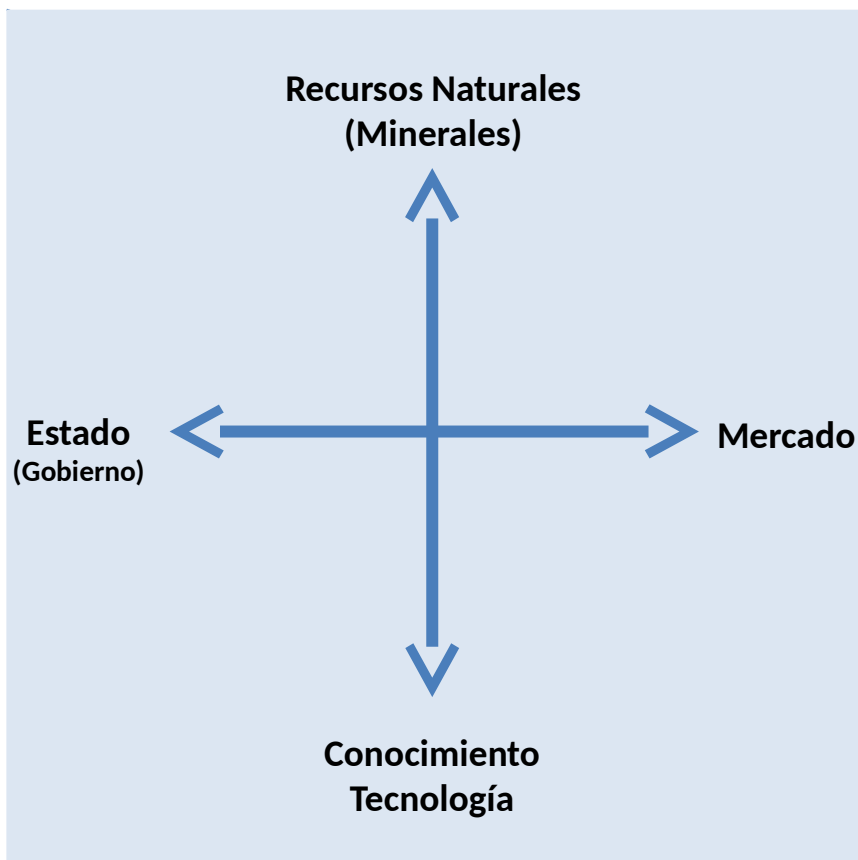 Recursos Naturales
(Minerales)
Estado
(Gobierno)
Mercado
Conocimiento
Tecnología